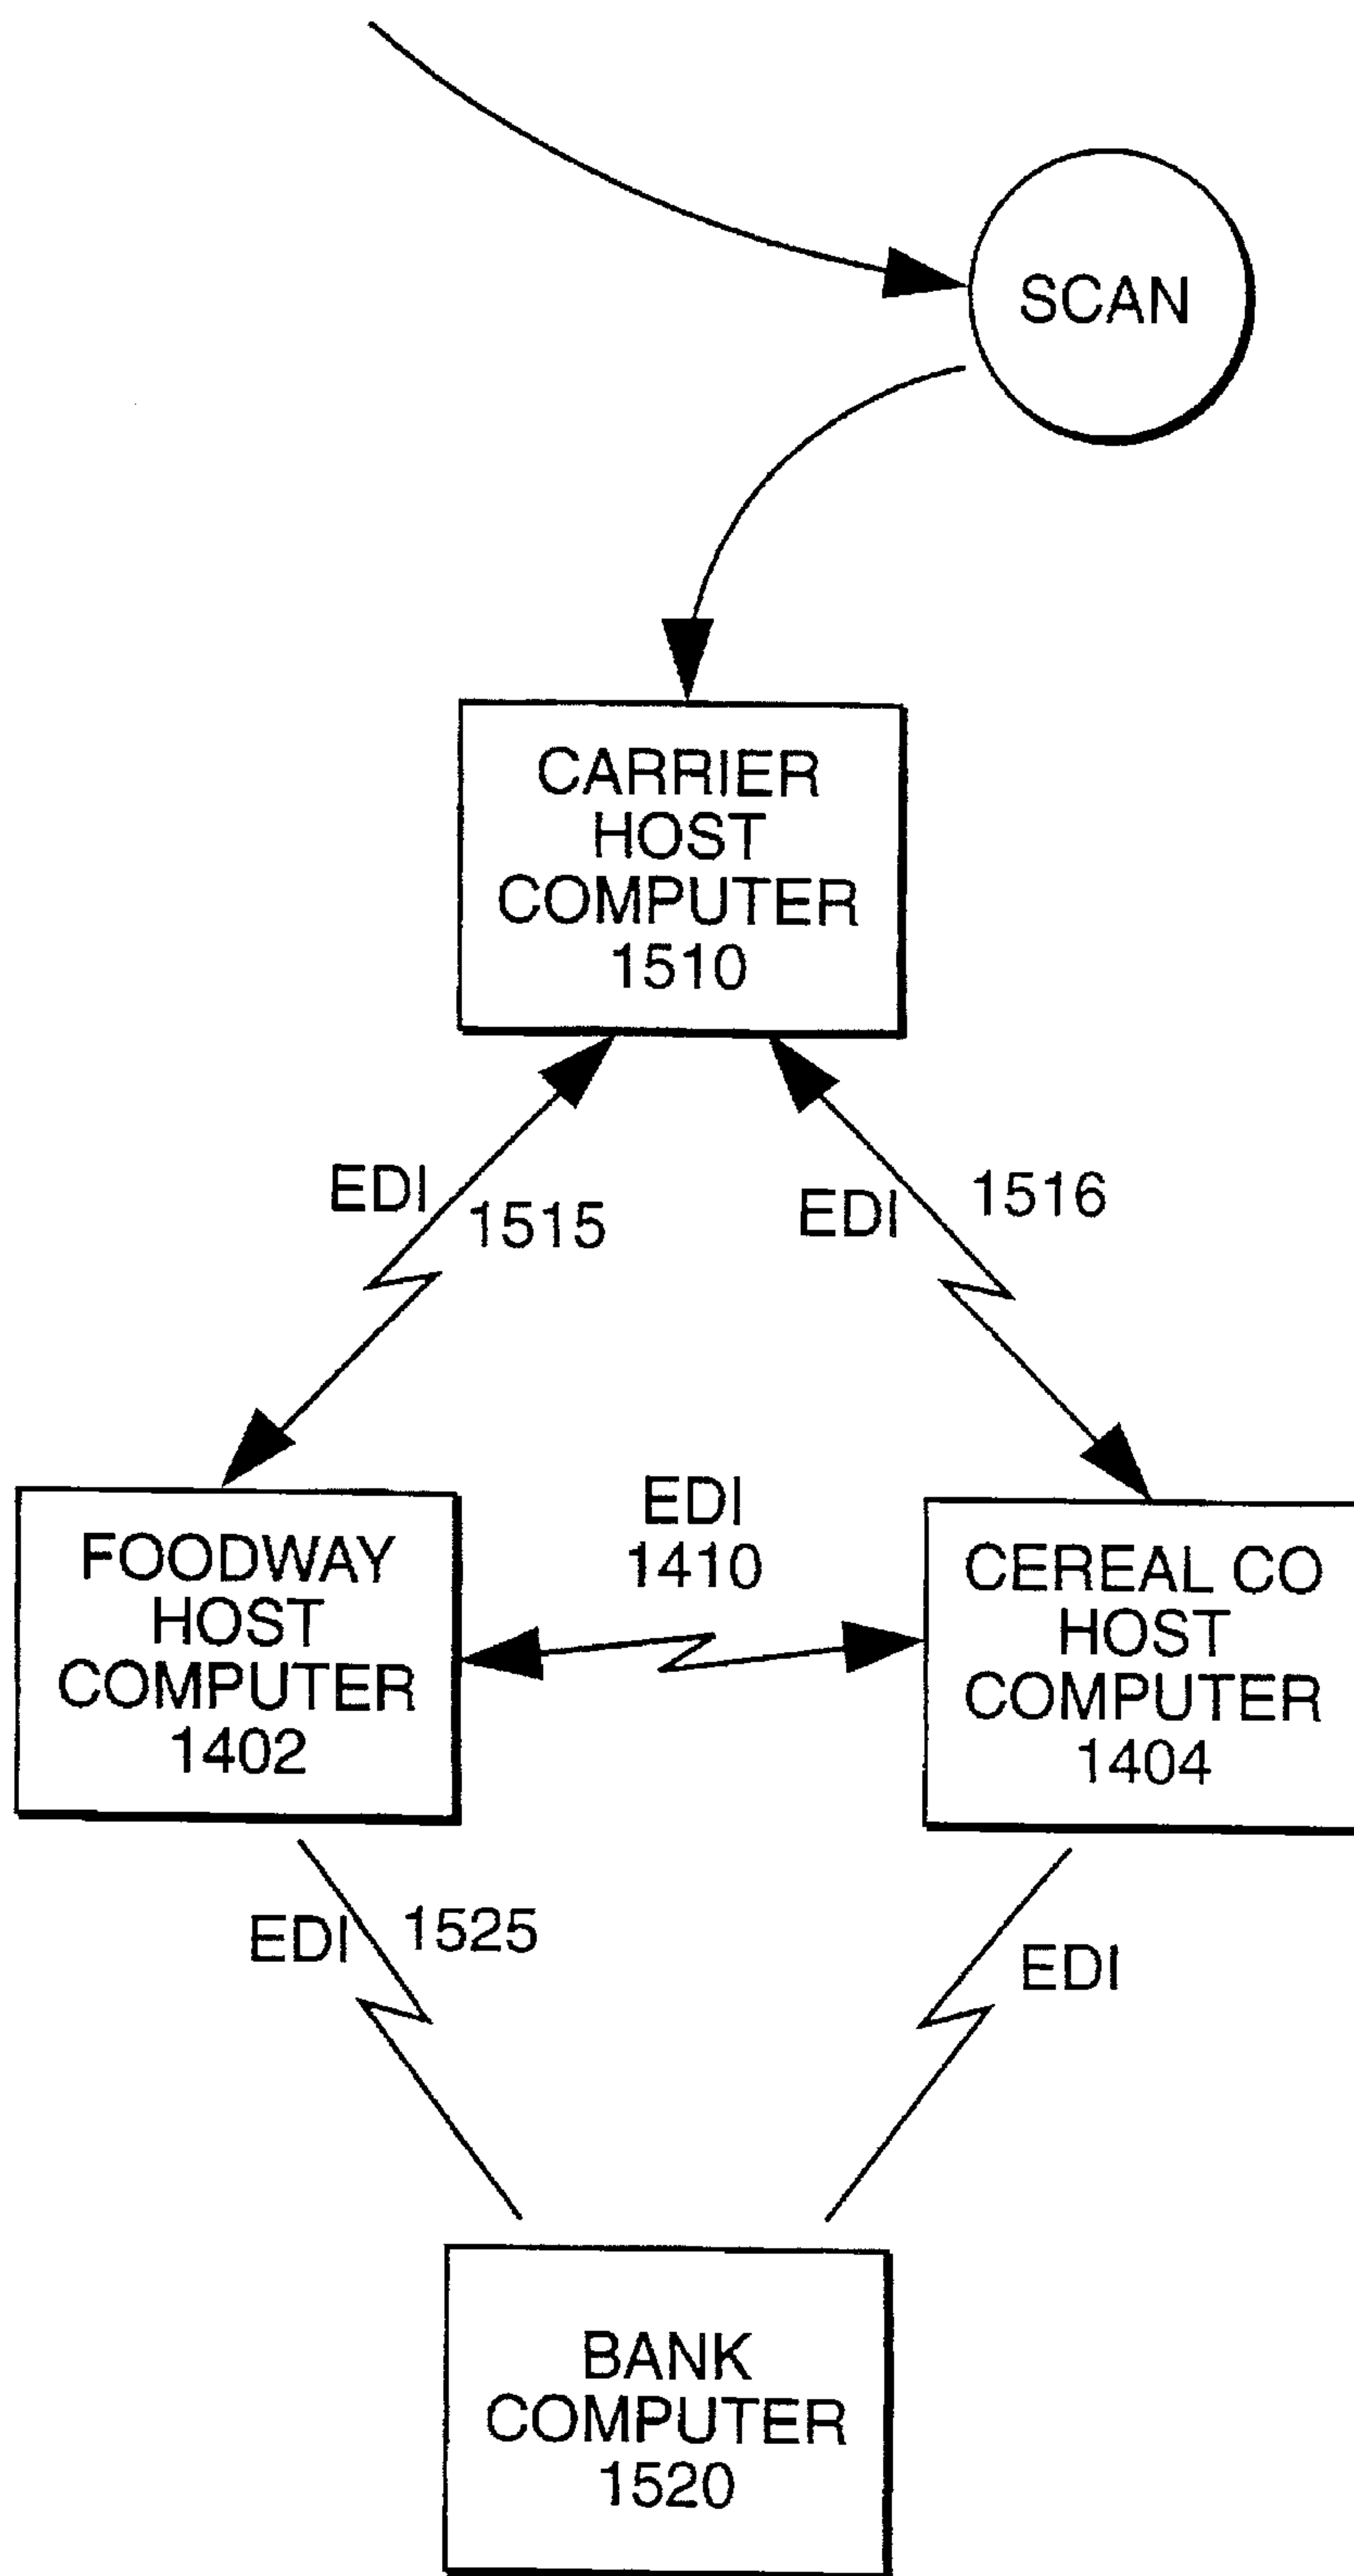 SCAN
CARRIER
HOST
COMPUTER
1510
EDI
1515
EDI
1516
EDI
1410
FOODWAY
HOST
COMPUTER
1402
CEREAL CO
HOST
COMPUTER
1404
EDI
1525
EDI
BANK
COMPUTER
1520